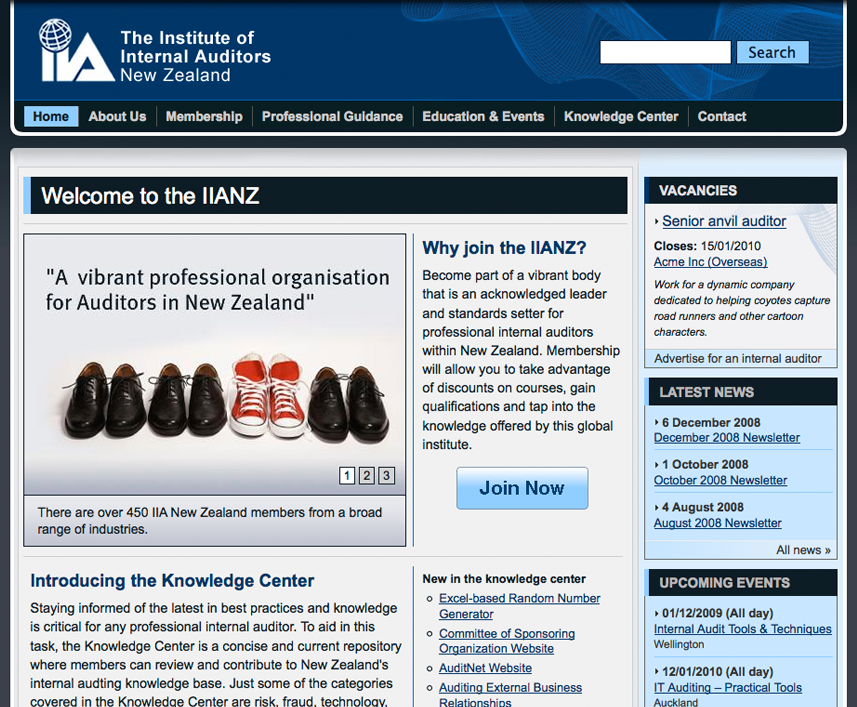 The Institute of
Internal Auditors
New Zealand
IIA
Search
Home
About Us
Membership
Professional Guidance
Education & Events
Knowledge Center
Contact
Welcome to the IIANZ
"A vibrant professional organisation
for Auditors in New Zealand"
1 2 3
There are over 450 IIA New Zealand members from a broad
range of industries.
Why join the IIANZ?
Become part of a vibrant body
that is an acknowledged leader
and standards setter for
professional internal auditors
within New Zealand. Membership
will allow you to take advantage
of discounts on courses, gain
qualifications and tap into the
knowledge offered by this global
institute.
Join Now
Introducing the Knowledge Center
Staying informed of the latest in best practices and knowledge
is critical for any professional internal auditor. To aid in this
task, the Knowledge Center is a concise and current repository
where members can review and contribute to New Zealand's
internal auditng knowledge base. Just some of the categories
covered in the Knowledge Center are risk, fraud, technology,
New in the knowledge center
Excel-based Random Number
Generator
Committee of Sponsoring
Organization Website
AuditNet Website
Auditing External Business
Relationships
VACANCIES
Senior anvil auditor
Closes: 15/01/2010
Acme Inc (Overseas)
Work for a dynamic company
dedicated to helping coyotes capture
road runners and other cartoon
characters.
Advertise for an internal auditor
LATEST NEWS
6 December 2008
December 2008 Newsletter
1 October 2008
October 2008 Newsletter
4 August 2008
August 2008 Newsletter
All news »
UPCOMING EVENTS
01/12/2009 (All day)
Internal Audit Tools & Techniques
Wellington
12/01/2010 (All day)
IT Auditing – Practical Tools
Auckland